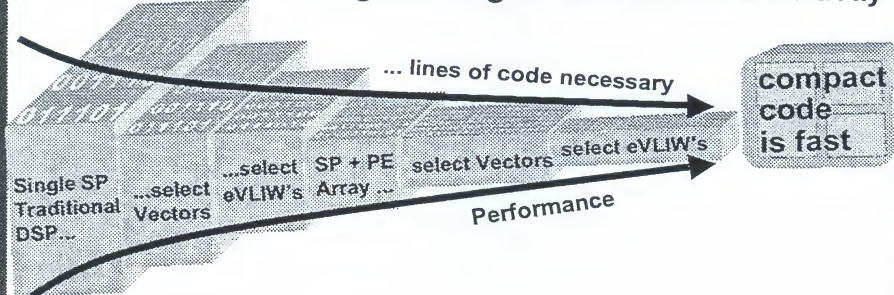 ... lines of code necessary
compact
code
is fast
Single SP
Traditional
DSP...
...select
Vectors
...select
eVLIW's
SP + PE
Array ...
select Vectors
select eVLIW's
Performance
011101